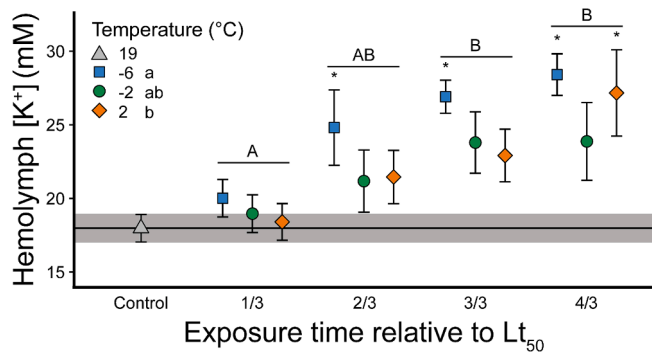 Hemolymph [K⁺] (mM)
Temperature (°C)
19
-6 a
-2 ab
2 b
30
25
20
15
A
AB
B
B
*
*
*
*
Control
1/3
2/3
3/3
4/3
Exposure time relative to Lt₅₀